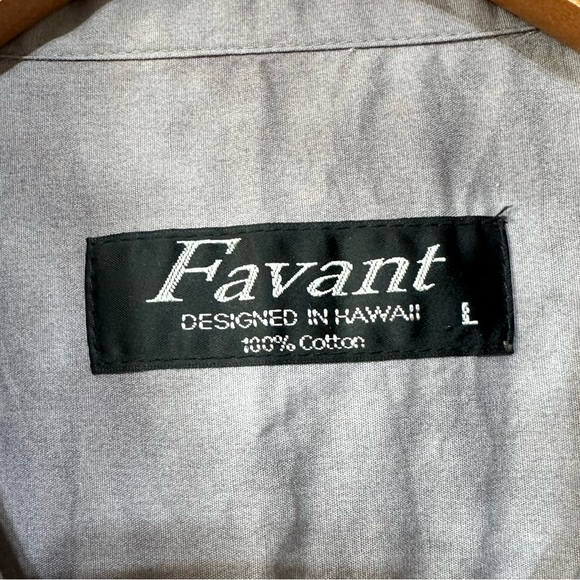 Favant
DESIGNED IN HAWAII
100% Cotton
L